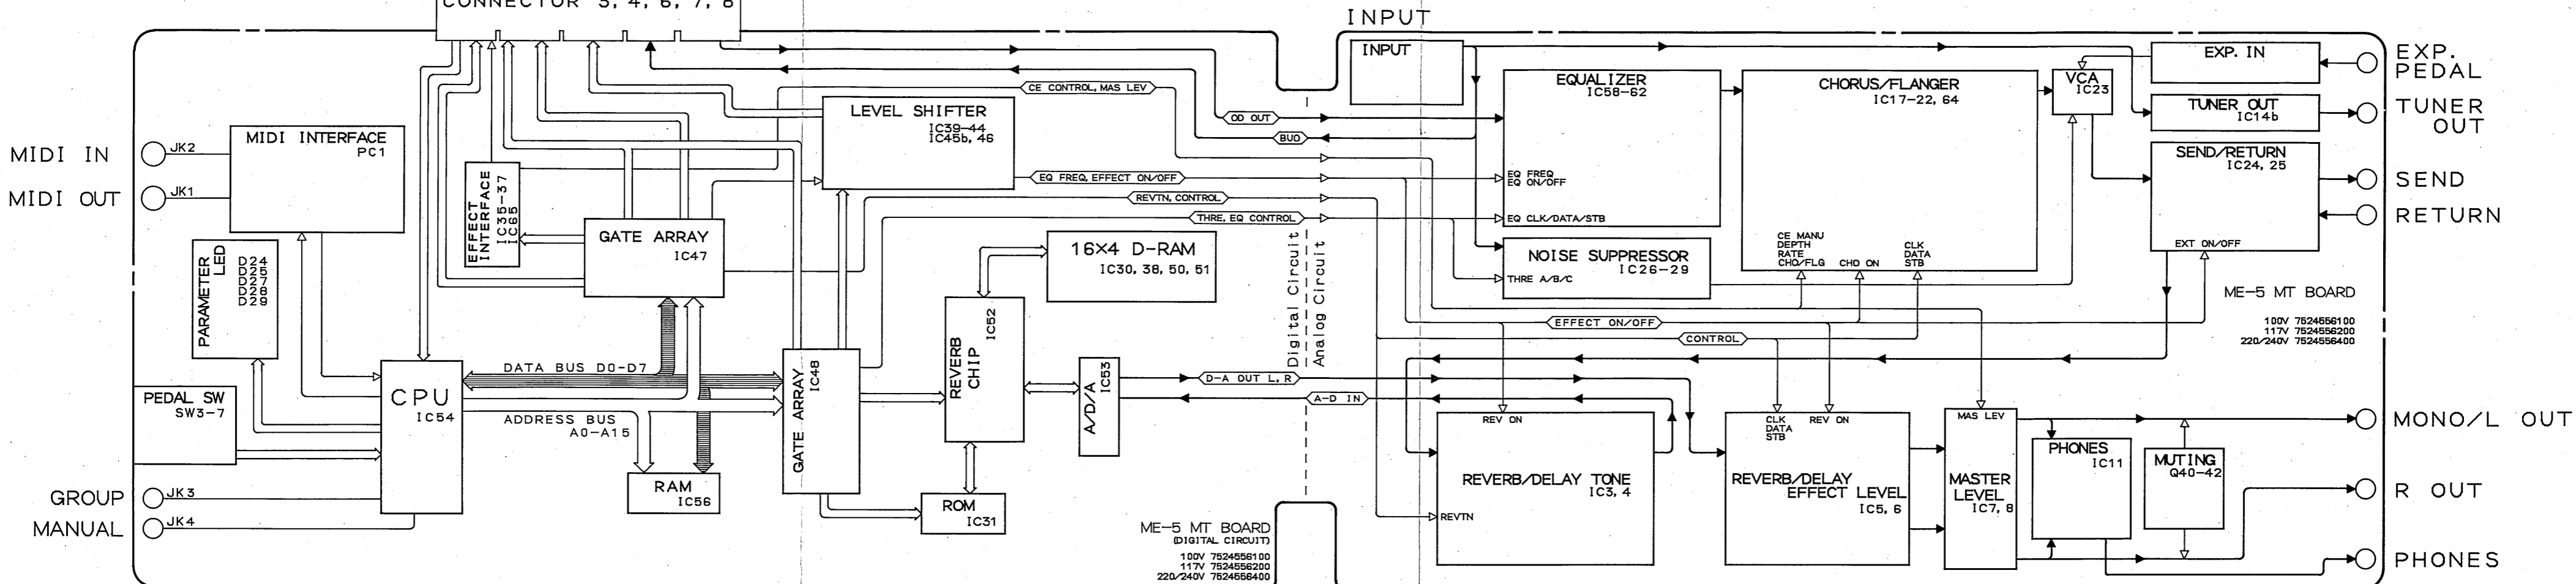 CONNECTOR 3, 4, 6, 7, 8
INPUT
INPUT
MIDI IN
JK2
MIDI OUT
JK1
MIDI INTERFACE
PC1
PARAMETER
LED
D24
D25
D27
D28
D29
PEDAL SW
SW3-7
GROUP
JK3
MANUAL
JK4
CPU
IC54
EFFECT
INTERFACE
IC35-37
IC65
GATE ARRAY
IC47
DATA BUS D0-D7
ADDRESS BUS
A0-A15
RAM
IC56
LEVEL SHIFTER
IC39-44
IC45b, 46
GATE ARRAY
IC48
REVERB
CHIP
IC52
ROM
IC31
16X4 D-RAM
IC30, 38, 50, 51
A/D/A
IC53
CE CONTROL, MAS LEV
OD OUT
BUO
EQ FREQ, EFFECT ON/OFF
REVTN, CONTROL
THRE, EQ CONTROL
D-A OUT L, R
A-D IN
Digital Circuit
Analog Circuit
ME-5 MT BOARD
(DIGITAL CIRCUIT)
100V 7524556100
117V 7524556200
220/240V 7524556400
EQUALIZER
IC58-62
EQ FREQ
EQ ON/OFF
EQ CLK/DATA/STB
NOISE SUPPRESSOR
IC26-29
THRE A/B/C
CHORUS/FLANGER
IC17-22, 64
CE MANU
DEPTH
RATE
CHO/FLG
CHO ON
CLK
DATA
STB
VCA
IC23
EXP. IN
EXP.
PEDAL
TUNER OUT
IC14b
TUNER
OUT
SEND/RETURN
IC24, 25
EXT ON/OFF
SEND
RETURN
ME-5 MT BOARD
100V 7524556100
117V 7524556200
220/240V 7524556400
EFFECT ON/OFF
CONTROL
REV ON
REVERB/DELAY TONE
IC3, 4
REVTN
CLK
DATA
STB
REV ON
REVERB/DELAY
EFFECT LEVEL
IC5, 6
MAS LEV
MASTER
LEVEL
IC7, 8
PHONES
IC11
MUTING
Q40-42
MONO/L OUT
R OUT
PHONES